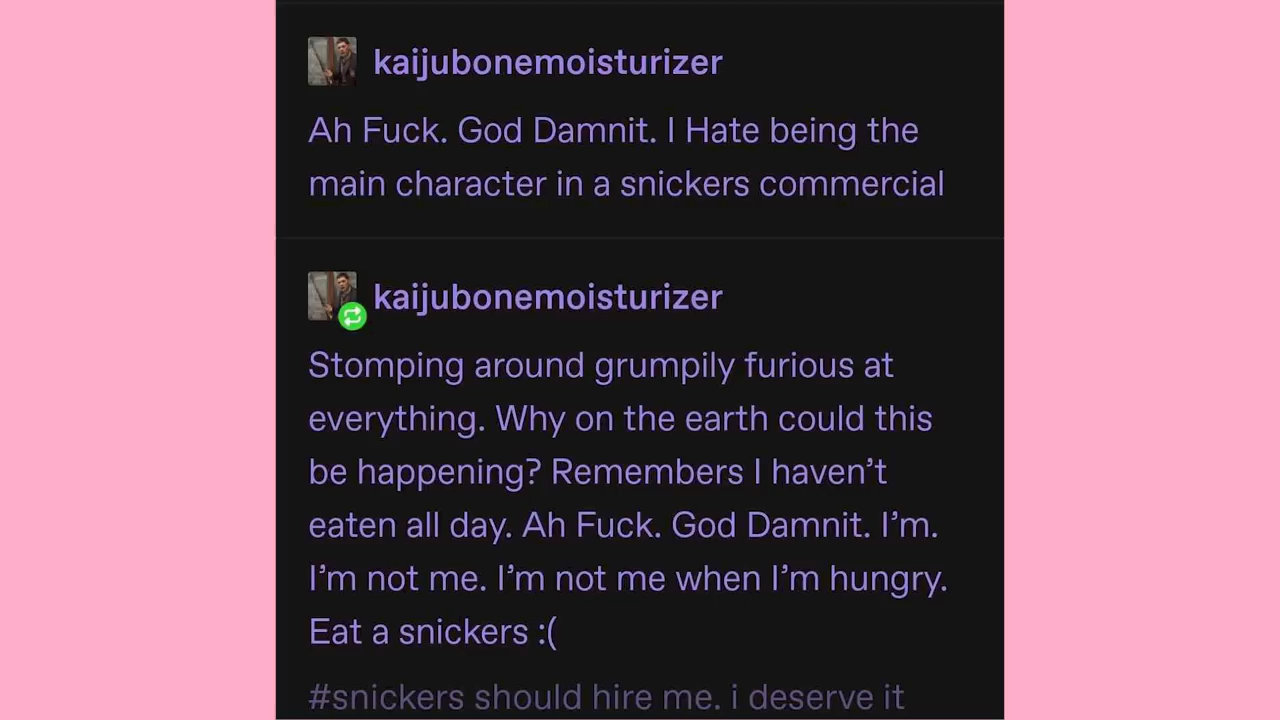 kaijubonemoisturizer
Ah Fuck. God Damnit. I Hate being the
main character in a snickers commercial
kaijubonemoisturizer
Stomping around grumpily furious at
everything. Why on the earth could this
be happening? Remembers I haven’t
eaten all day. Ah Fuck. God Damnit. I’m.
I’m not me. I’m not me when I’m hungry.
Eat a snickers :(
#snickers should hire me. i deserve it